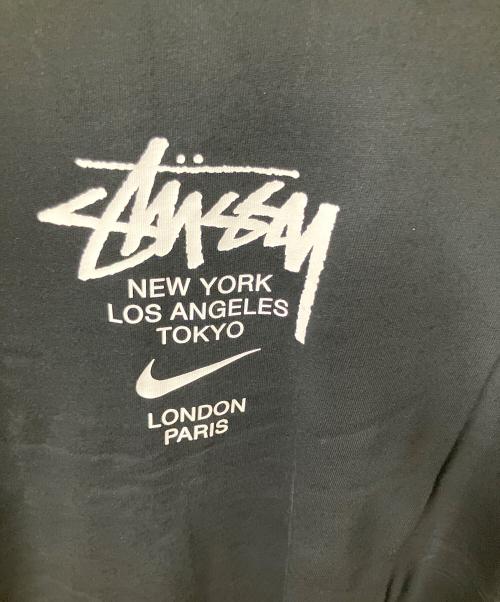 Stüssy
NEW YORK
LOS ANGELES
TOKYO
LONDON
PARIS